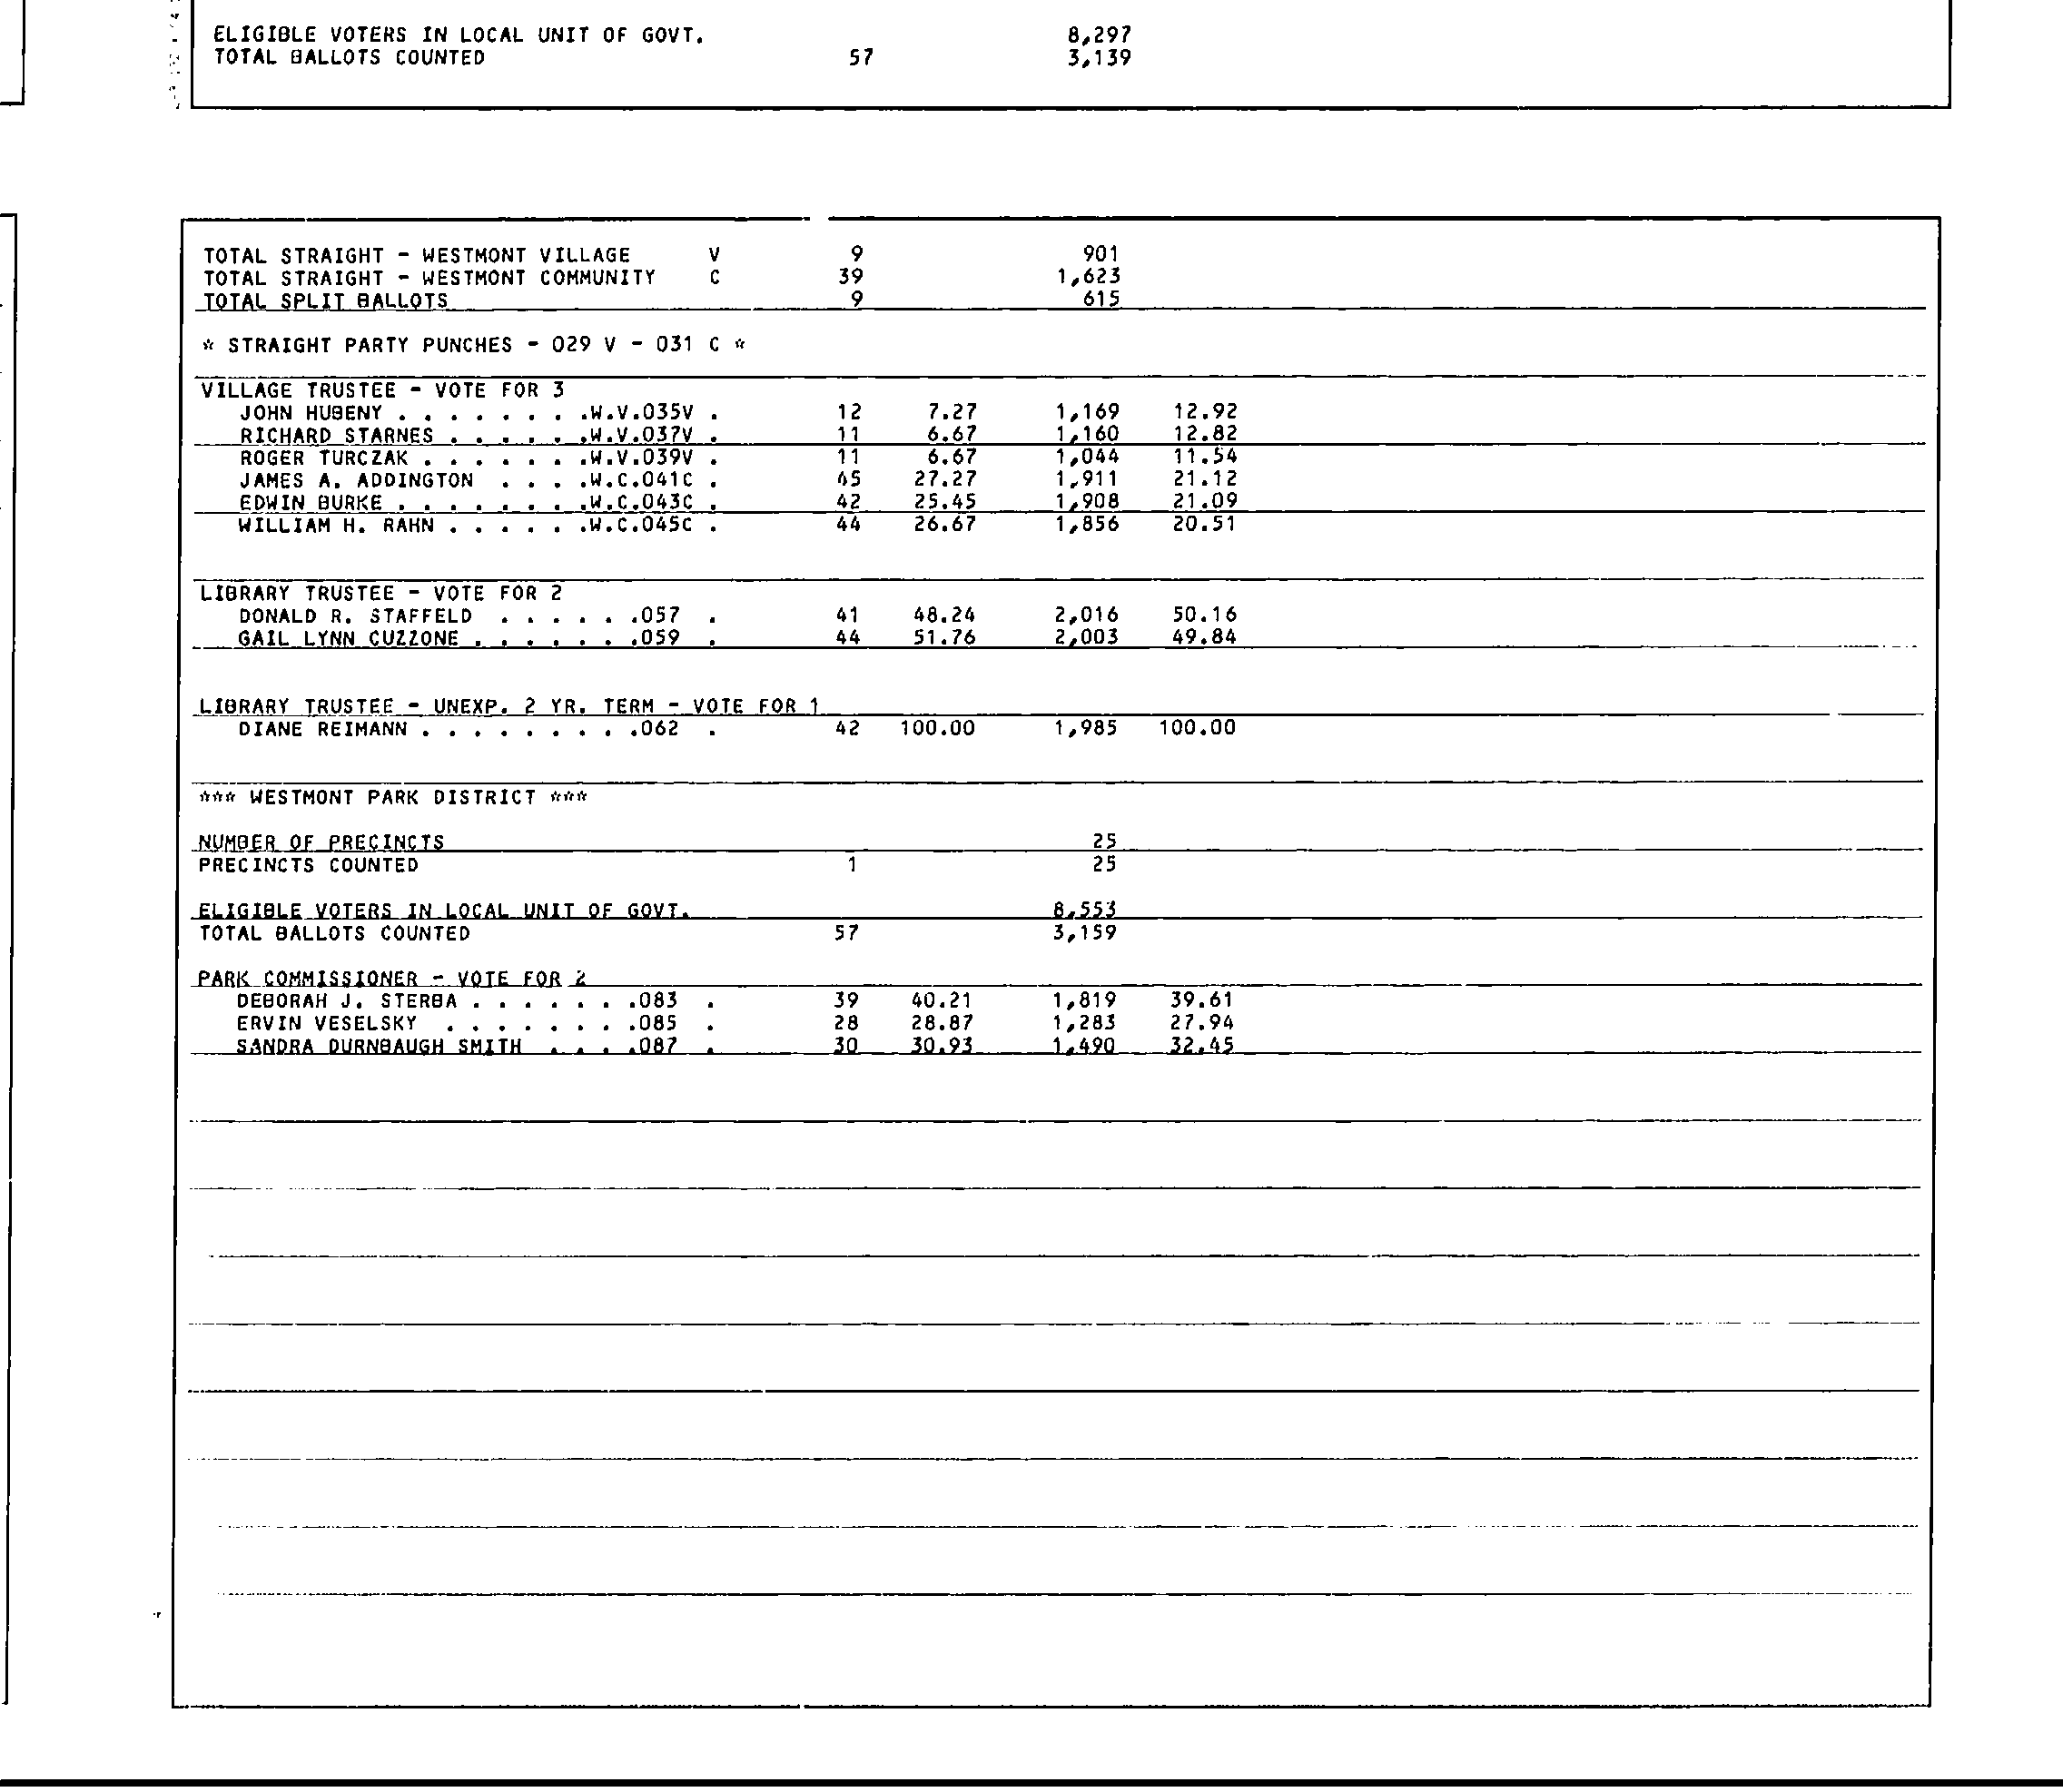 ELIGIBLE VOTERS IN LOCAL UNIT OF GOVT. 8,297
TOTAL BALLOTS COUNTED 57 3,139
TOTAL STRAIGHT - WESTMONT VILLAGE V 9 901
TOTAL STRAIGHT - WESTMONT COMMUNITY C 39 1,623
TOTAL SPLIT BALLOTS 9 615
* STRAIGHT PARTY PUNCHES - 029 V - 031 C *
VILLAGE TRUSTEE - VOTE FOR 3
JOHN HUBENY . . . . . . . .W.V.035V . 12 7.27 1,169 12.92
RICHARD STARNES . . . . . .W.V.037V . 11 6.67 1,160 12.82
ROGER TURCZAK . . . . . . .W.V.039V . 11 6.67 1,044 11.54
JAMES A. ADDINGTON . . . .W.C.041C . 45 27.27 1,911 21.12
EDWIN BURKE . . . . . . . .W.C.043C . 42 25.45 1,908 21.09
WILLIAM H. RAHN . . . . . .W.C.045C . 44 26.67 1,856 20.51
LIBRARY TRUSTEE - VOTE FOR 2
DONALD R. STAFFELD . . . . . .057 . 41 48.24 2,016 50.16
GAIL LYNN CUZZONE . . . . . . .059 . 44 51.76 2,003 49.84
LIBRARY TRUSTEE - UNEXP. 2 YR. TERM - VOTE FOR 1
DIANE REIMANN . . . . . . . . .062 . 42 100.00 1,985 100.00
*** WESTMONT PARK DISTRICT ***
NUMBER OF PRECINCTS 25
PRECINCTS COUNTED 1 25
ELIGIBLE VOTERS IN LOCAL UNIT OF GOVT. 8,553
TOTAL BALLOTS COUNTED 57 3,159
PARK COMMISSIONER - VOTE FOR 2
DEBORAH J. STERBA . . . . . . .083 . 39 40.21 1,819 39.61
ERVIN VESELSKY . . . . . . . .085 . 28 28.87 1,283 27.94
SANDRA DURNBAUGH SMITH . . . .087 . 30 30.93 1,490 32.45